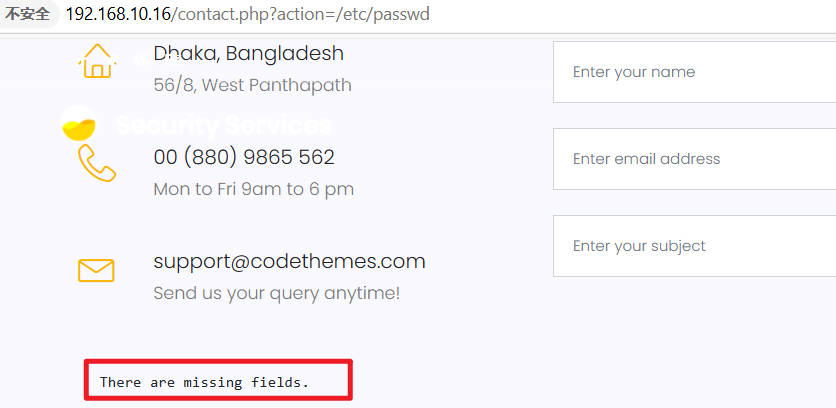 不安全 192.168.10.16/contact.php?action=/etc/passwd
Dhaka, Bangladesh
56/8, West Panthapath
Security Services
00 (880) 9865 562
Mon to Fri 9am to 6 pm
support@codethemes.com
Send us your query anytime!
There are missing fields.
Enter your name
Enter email address
Enter your subject